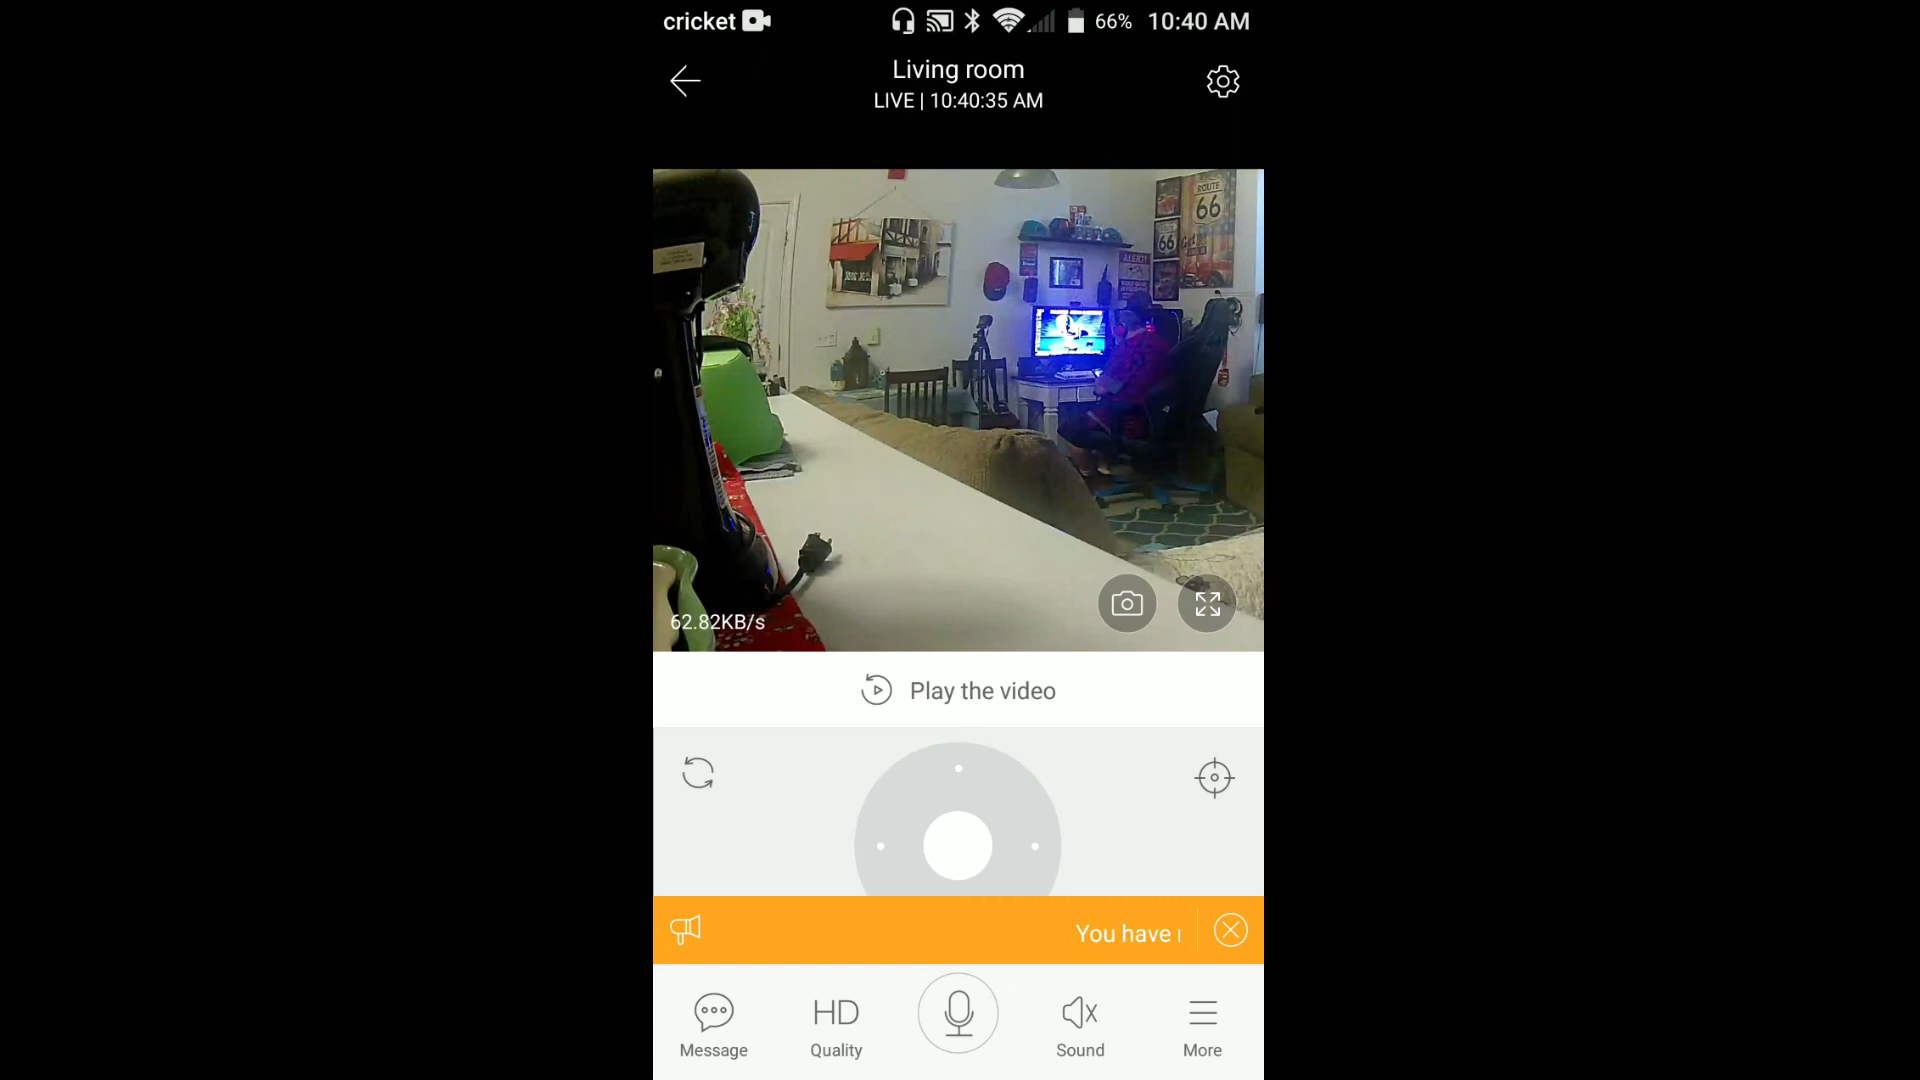 cricket 66% 10:40 AM
Living room
LIVE | 10:40:35 AM
ROUTE
66
66
ALERT!
62.82KB/s
Play the video
You have
Message
HD
Quality
Sound
More